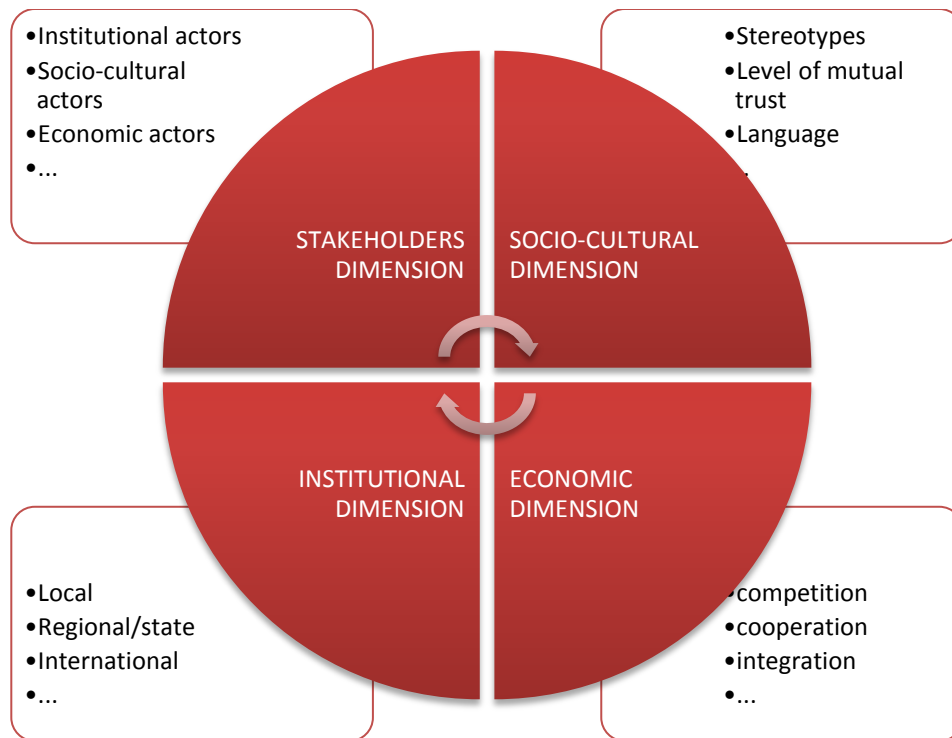 •Institutional actors
•Socio-cultural
actors
•Economic actors
•...
•Stereotypes
•Level of mutual
trust
•Language
.
STAKEHOLDERS
DIMENSION
SOCIO-CULTURAL
DIMENSION
INSTITUTIONAL
DIMENSION
ECONOMIC
DIMENSION
•Local
•Regional/state
•International
•...
•competition
•cooperation
•integration
•...